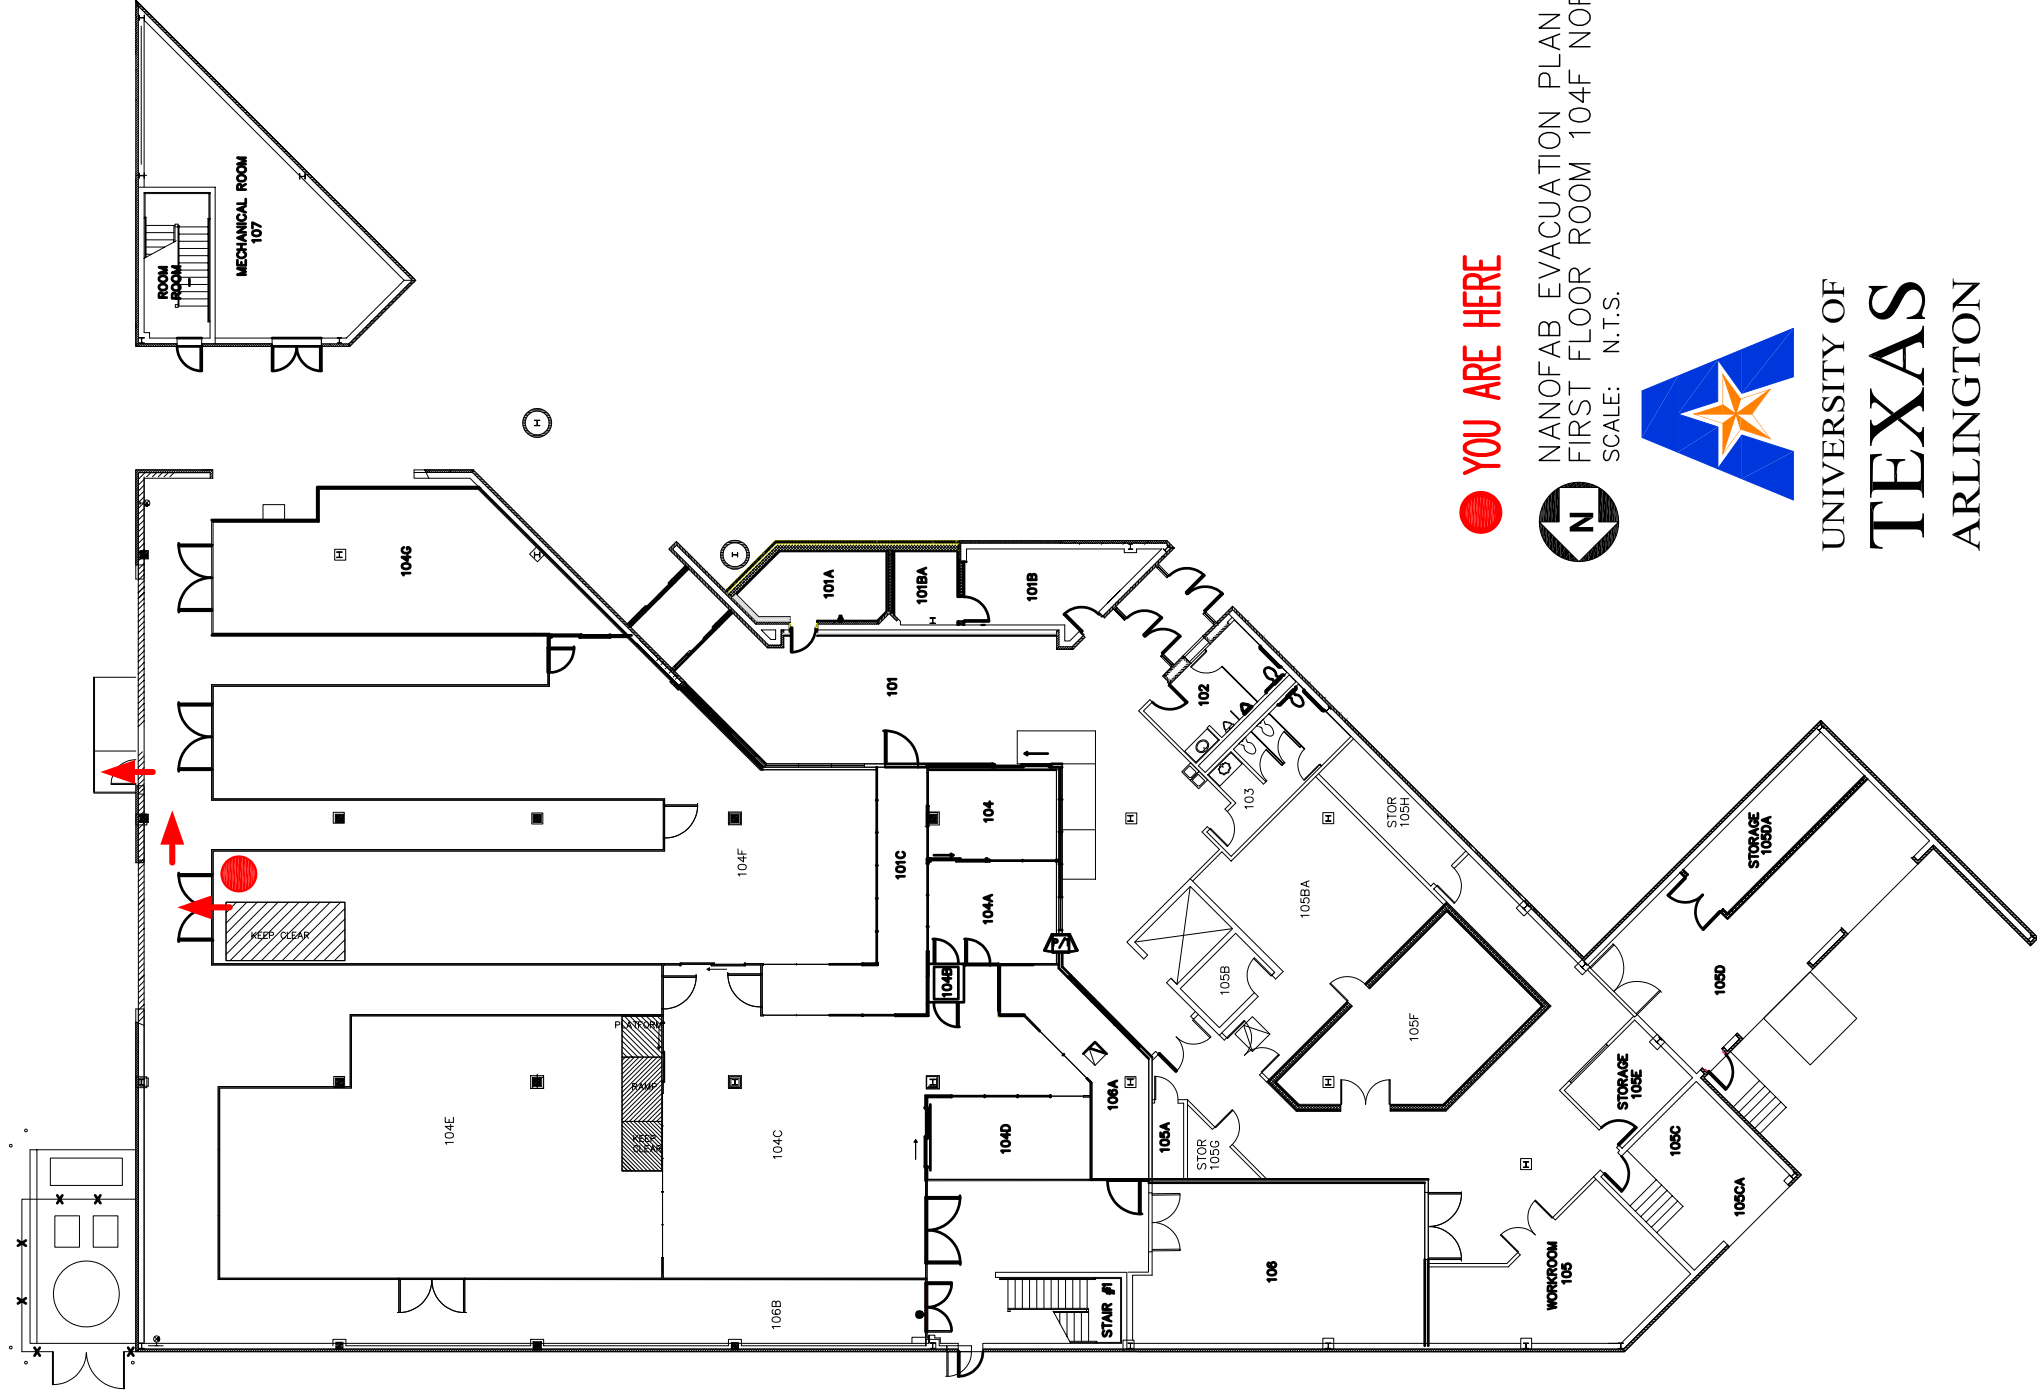 MECHANICAL ROOM
107
ROOM
ROOM
104G
101A
101BA
101B
101
102
103
STOR
105H
104F
101C
104
104A
104B
KEEP CLEAR
PLATFORM
RAMP
KEEP
CLEAR
104E
104C
104D
106A
106B
105A
STOR
105G
105B
105BA
105F
STORAGE
105DA
105D
STORAGE
105E
105C
105CA
WORKROOM
105
106
STAIR #1
YOU ARE HERE
N
NANOFAB EVACUATION PLAN
FIRST FLOOR ROOM 104F
SCALE: N.T.S.
UNIVERSITY OF
TEXAS
ARLINGTON